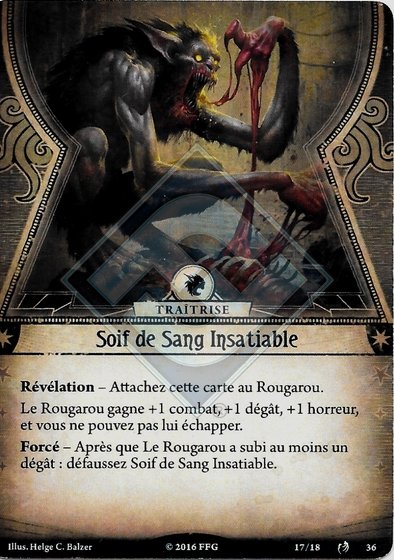 TRAÎTRISE
Soif de Sang Insatiable
Révélation – Attachez cette carte au Rougarou.
Le Rougarou gagne +1 combat, +1 dégât, +1 horreur,
et vous ne pouvez pas lui échapper.
Forcé – Après que Le Rougarou a subi au moins un
dégât : défaussez Soif de Sang Insatiable.
Illus. Helge C. Balzer © 2016 FFG 17/18 36